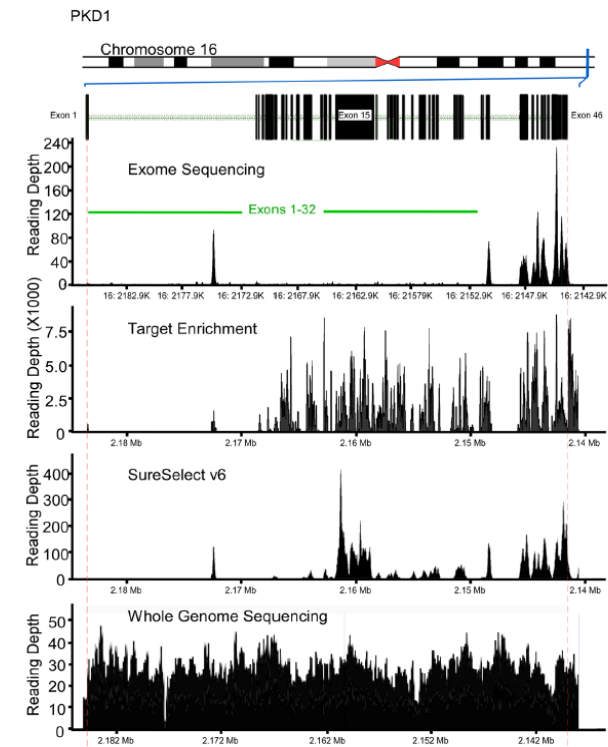 PKD1
Chromosome 16
Exon 1
Exon 15
Exon 46
Reading Depth
240
200
160
120
80
40
0
Exome Sequencing
Exons 1-32
16: 2182.9K 16: 2177.9K 16: 2172.9K 16: 2167.9K 16: 2162.9K 16: 21579K 16: 2152.9K 16: 2147.9K 16: 2142.9K
Reading Depth (X1000)
7.5
5.0
2.5
0
Target Enrichment
2.18 Mb 2.17 Mb 2.16 Mb 2.15 Mb 2.14 Mb
Reading Depth
400
300
200
100
0
SureSelect v6
2.18 Mb 2.17 Mb 2.16 Mb 2.15 Mb 2.14 Mb
Reading Depth
50
40
30
20
10
0
Whole Genome Sequencing
2.182 Mb 2.172 Mb 2.162 Mb 2.152 Mb 2.142 Mb